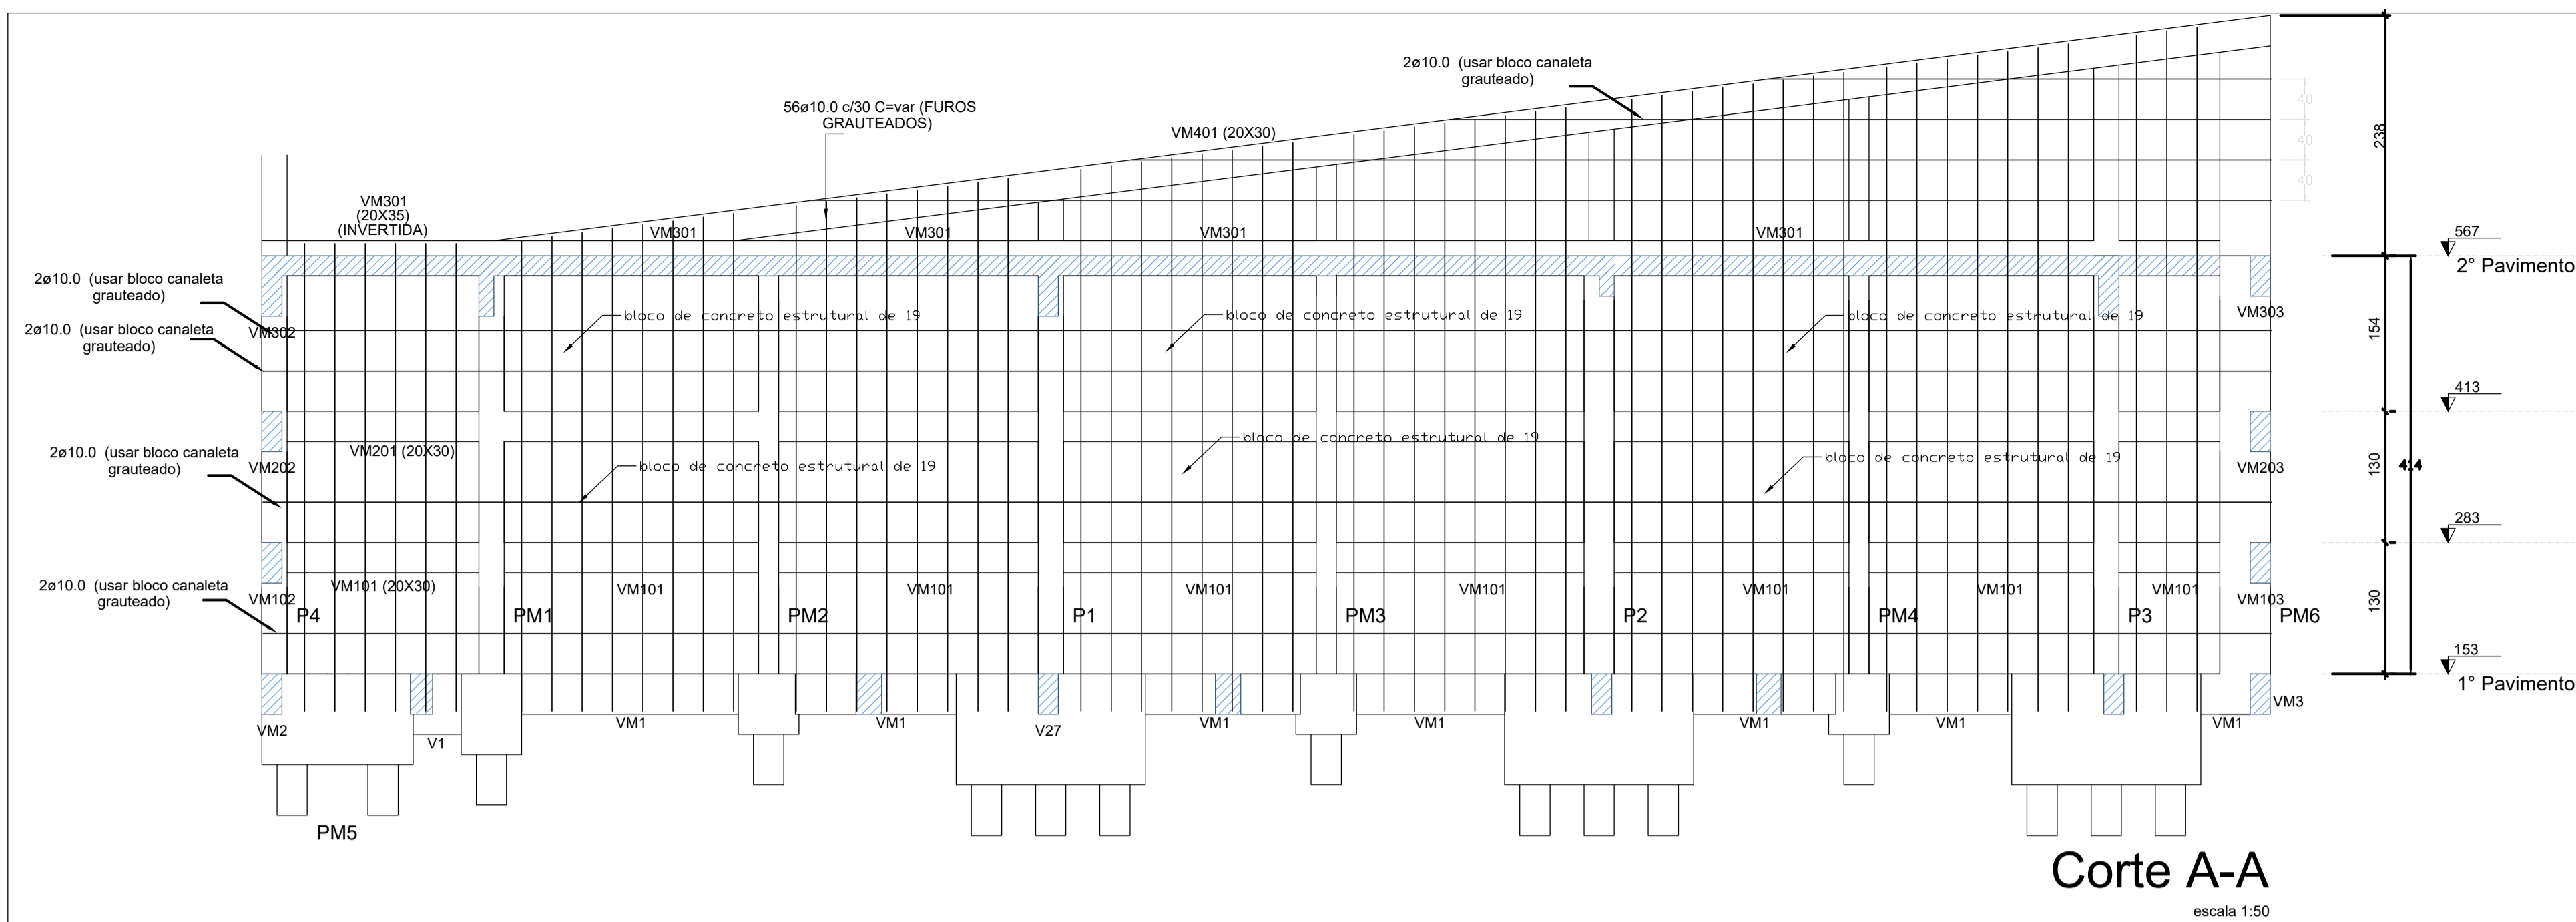 2ø10.0 (usar bloco canaleta
grauteado)
56ø10.0 c/30 C=var (FUROS
GRAUTEADOS)
VM401 (20X30)
40
40
40
238
VM301
(20X35)
(INVERTIDA)
VM301
VM301
VM301
VM301
567
2° Pavimento
2ø10.0 (usar bloco canaleta
grauteado)
2ø10.0 (usar bloco canaleta
grauteado)
VM302
bloco de concreto estrutural de 19
bloco de concreto estrutural de 19
bloco de concreto estrutural de 19
VM303
154
413
2ø10.0 (usar bloco canaleta
grauteado)
VM202
VM201 (20X30)
bloco de concreto estrutural de 19
bloco de concreto estrutural de 19
bloco de concreto estrutural de 19
VM203
130
414
283
2ø10.0 (usar bloco canaleta
grauteado)
VM102
VM101 (20X30)
VM101
VM101
VM101
VM101
VM101
VM101
VM101
VM103
130
P4
PM1
PM2
P1
PM3
P2
PM4
P3
PM6
153
1° Pavimento
VM2
V1
VM1
VM1
V27
VM1
VM1
VM1
VM1
VM1
VM3
PM5
Corte A-A
escala 1:50